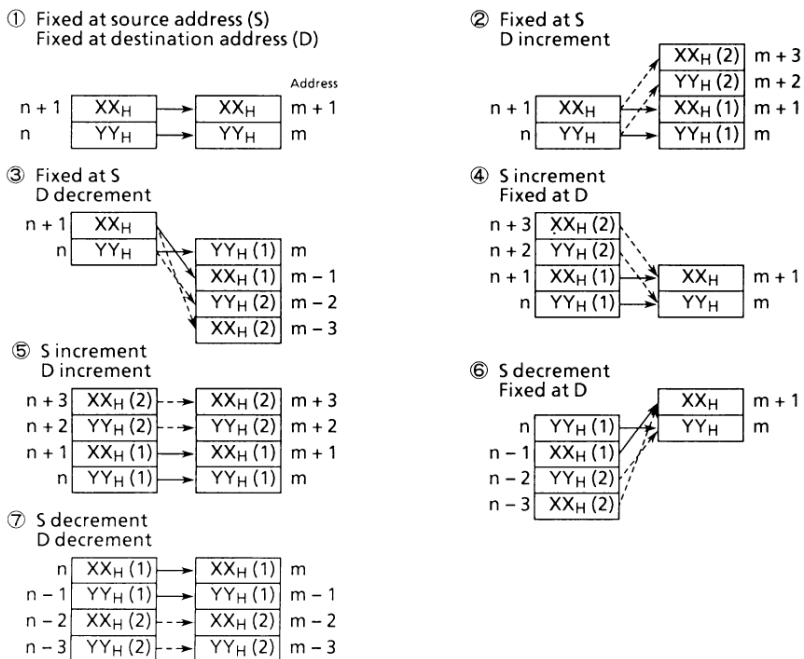 ① Fixed at source address (S)
Fixed at destination address (D)
Address
n + 1 XXH XXH m + 1
n YYH YYH m
② Fixed at S
D increment
XXH (2) m + 3
YYH (2) m + 2
n + 1 XXH XXH (1) m + 1
n YYH YYH (1) m
③ Fixed at S
D decrement
n + 1 XXH
n YYH YYH (1) m
XXH (1) m – 1
YYH (2) m – 2
XXH (2) m – 3
④ S increment
Fixed at D
n + 3 XXH (2)
n + 2 YYH (2)
n + 1 XXH (1) XXH m + 1
n YYH (1) YYH m
⑤ S increment
D increment
n + 3 XXH (2) XXH (2) m + 3
n + 2 YYH (2) YYH (2) m + 2
n + 1 XXH (1) XXH (1) m + 1
n YYH (1) YYH (1) m
⑥ S decrement
Fixed at D
XXH m + 1
n YYH (1) YYH m
n – 1 XXH (1)
n – 2 YYH (2)
n – 3 XXH (2)
⑦ S decrement
D decrement
n XXH (1) XXH (1) m
n – 1 YYH (1) YYH (1) m – 1
n – 2 XXH (2) XXH (2) m – 2
n – 3 YYH (2) YYH (2) m – 3